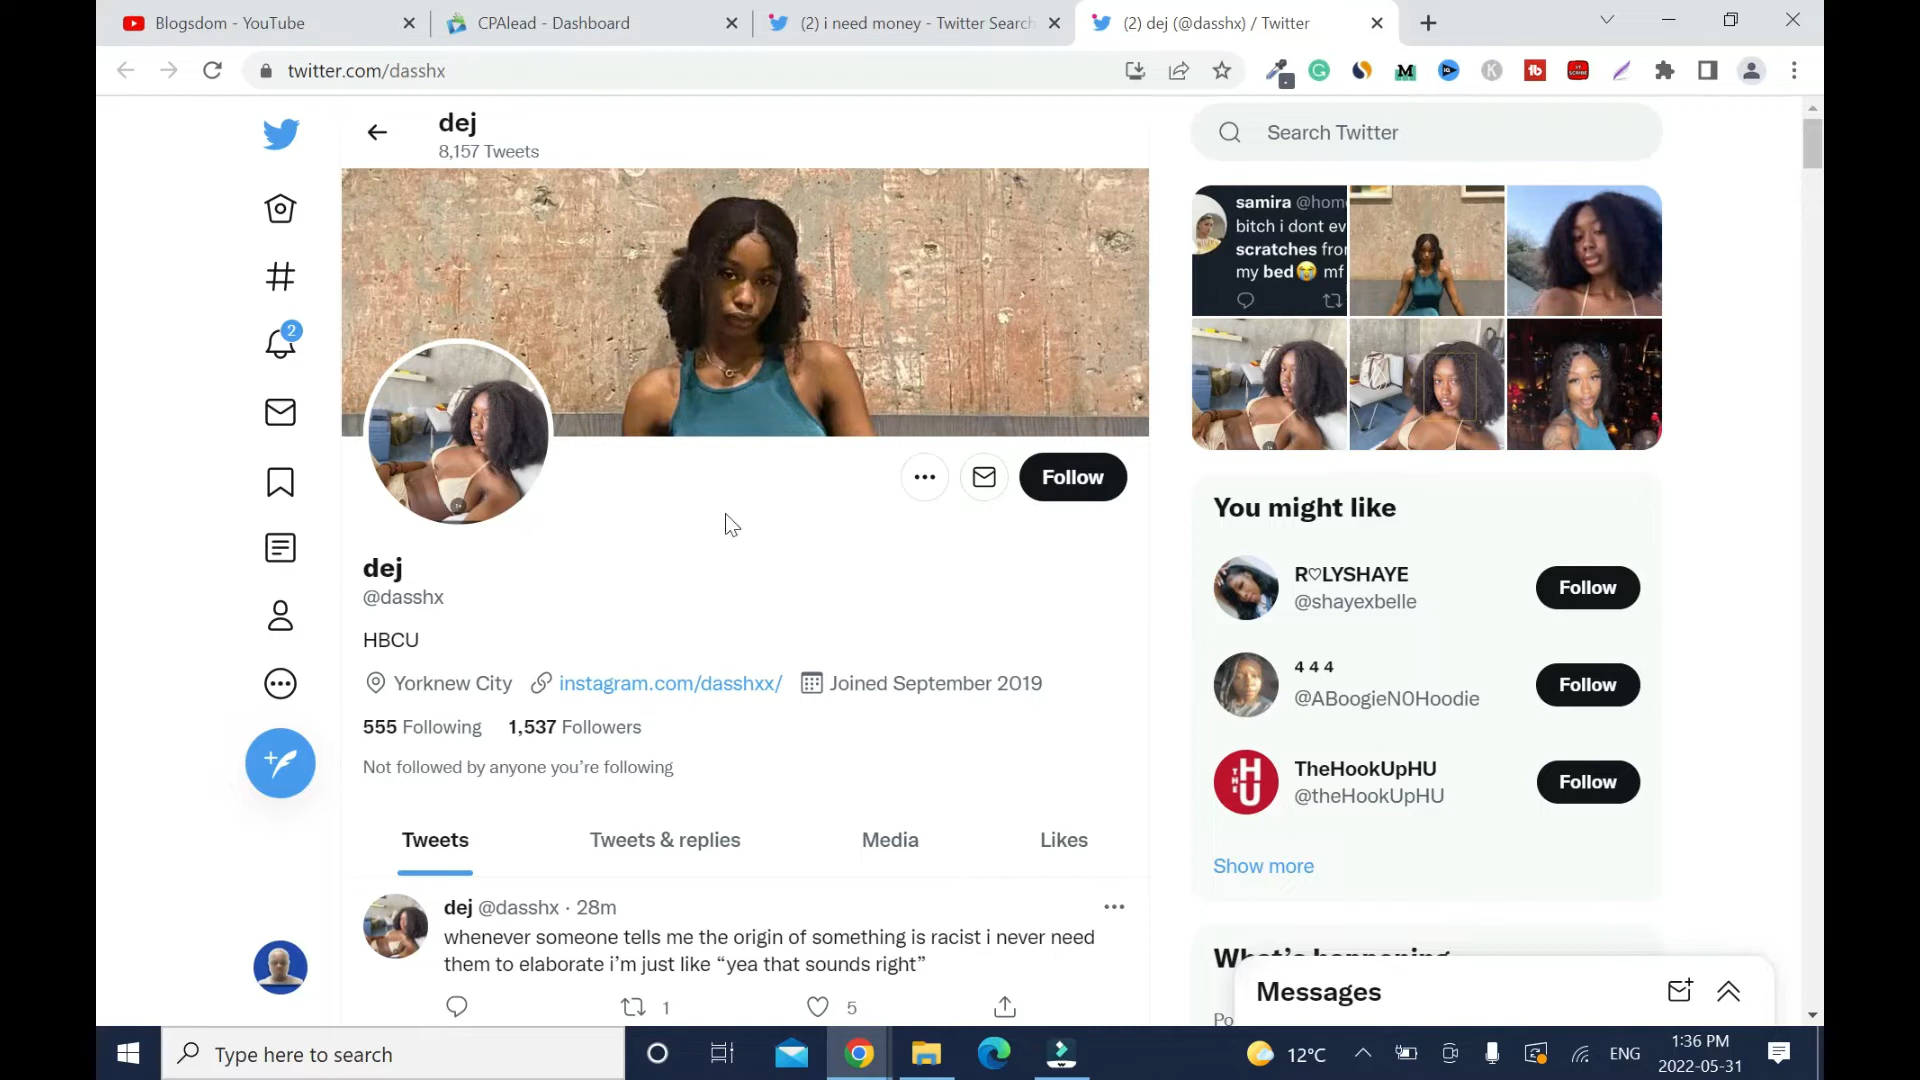 Blogsdom - YouTube
CPAlead - Dashboard
(2) i need money - Twitter Search
(2) dej (@dasshx) / Twitter
twitter.com/dasshx
dej
8,157 Tweets
Search Twitter
samira @hom
bitch i dont ev
scratches fro
my bed😭 mf
2
Follow
dej
@dasshx
HBCU
Yorknew City
instagram.com/dasshxx/
Joined September 2019
555 Following
1,537 Followers
Not followed by anyone you're following
Tweets
Tweets & replies
Media
Likes
dej @dasshx · 28m
whenever someone tells me the origin of something is racist i never need
them to elaborate i'm just like “yea that sounds right”
1
5
You might like
R♡LYSHAYE
@shayexbelle
Follow
4 4 4
@ABoogieN0Hoodie
Follow
THE HU
TheHookUpHU
@theHookUpHU
Follow
Show more
What's happening
Po
Messages
Type here to search
12°C
ENG
1:36 PM
2022-05-31